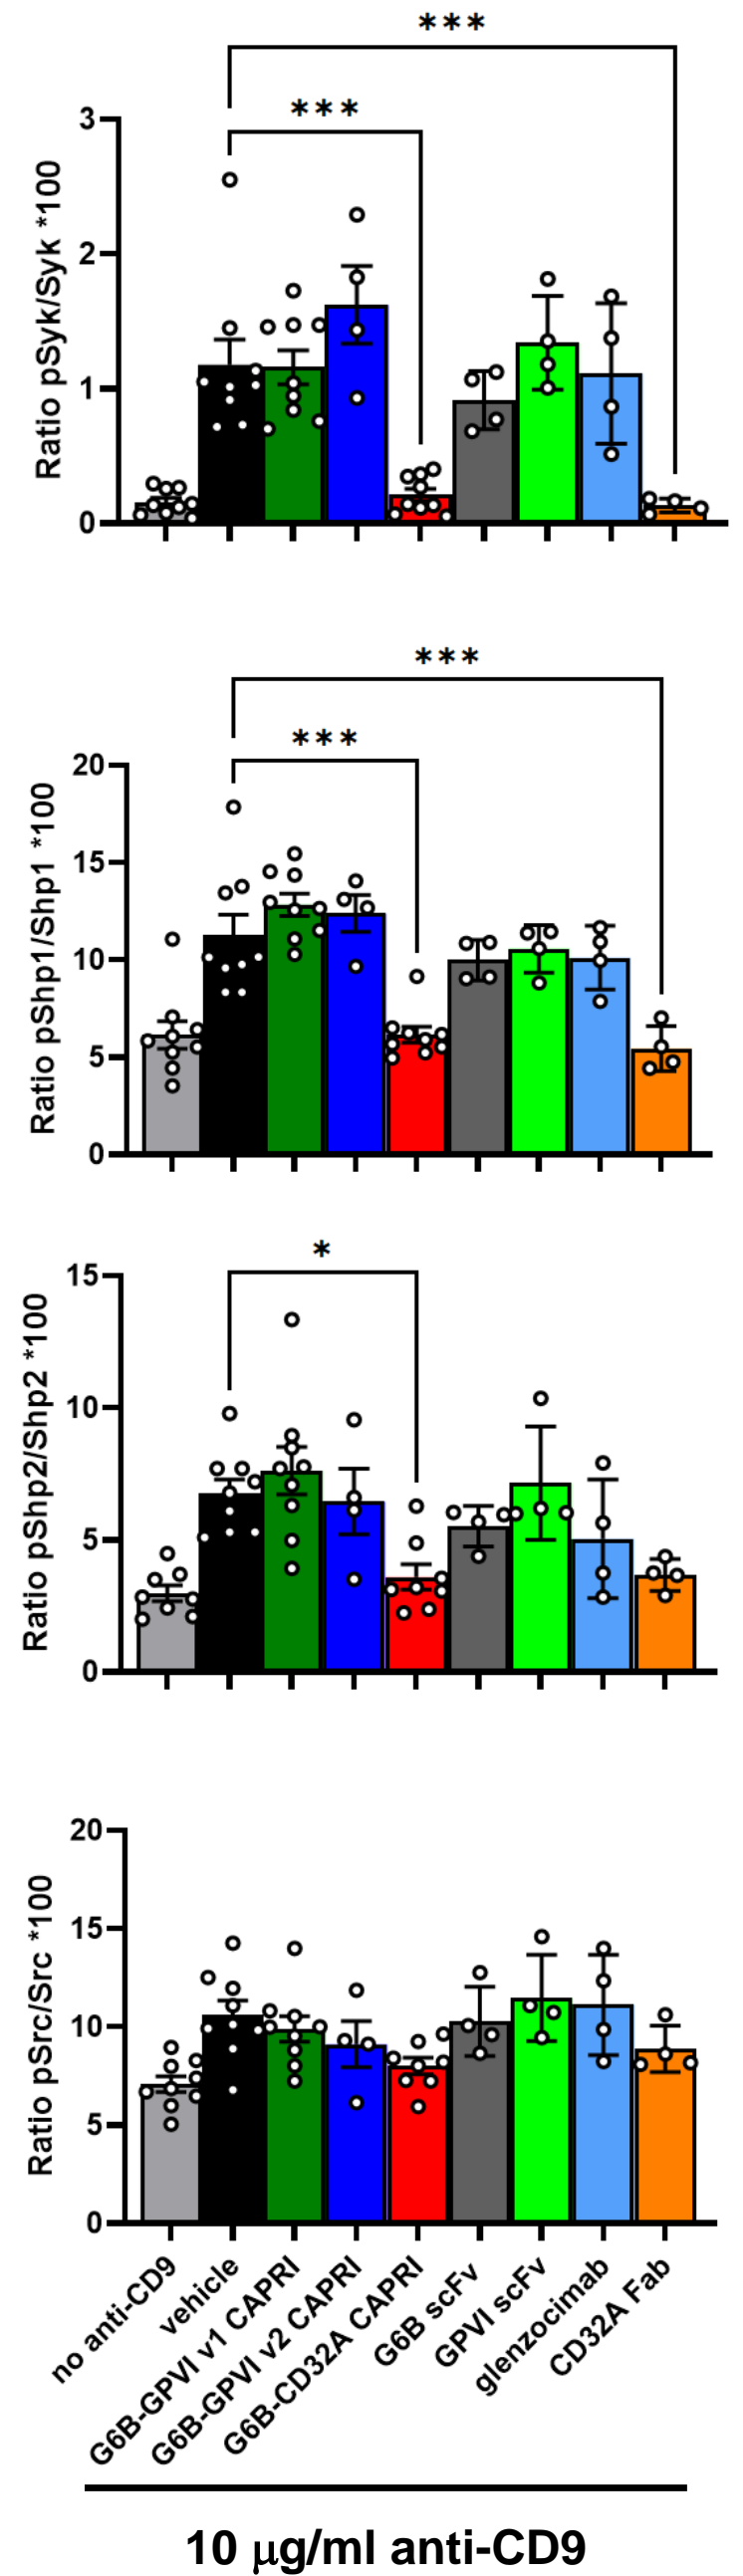 ***
***
3
2
1
0
Ratio pSyk/Syk *100
***
***
20
15
10
5
0
Ratio pShp1/Shp1 *100
*
15
10
5
0
Ratio pShp2/Shp2 *100
20
15
10
5
0
Ratio pSrc/Src *100
no anti-CD9
vehicle
G6B-GPVI v1 CAPRI
G6B-GPVI v2 CAPRI
G6B-CD32A CAPRI
G6B scFv
GPVI scFv
glenzocimab
CD32A Fab
10 μg/ml anti-CD9